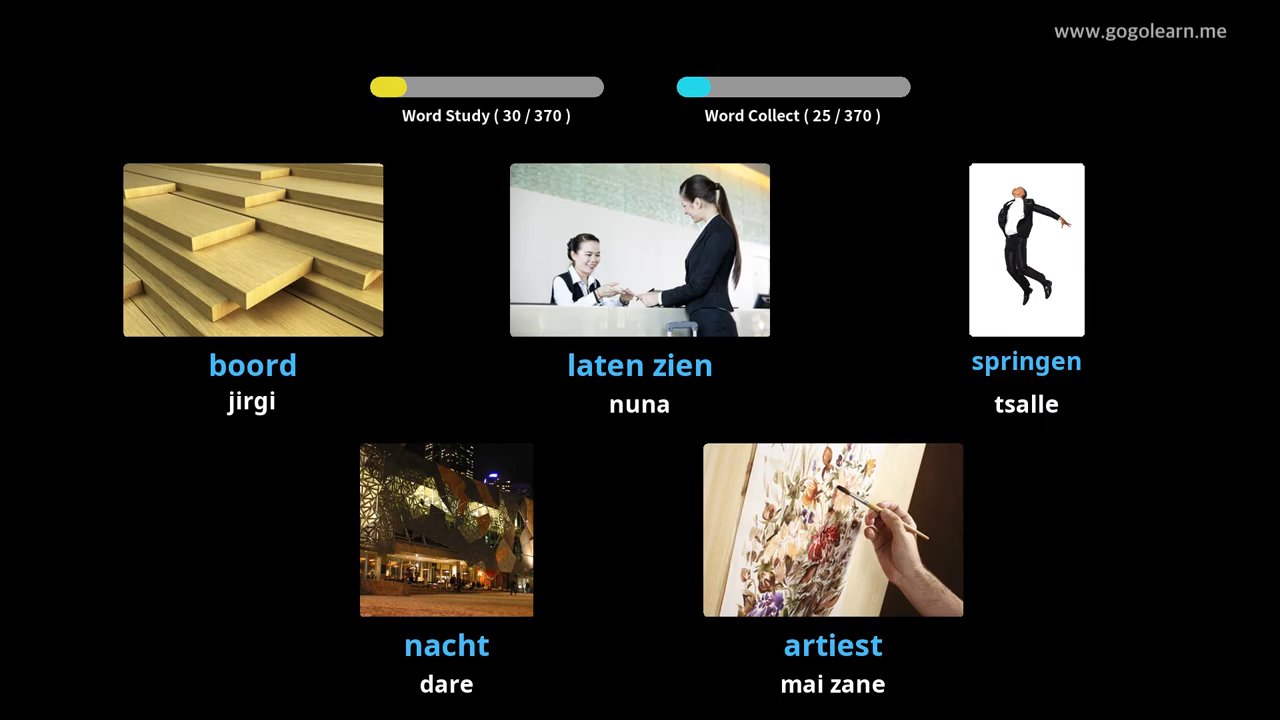 www.gogolearn.me
Word Study ( 30 / 370 )
Word Collect ( 25 / 370 )
boord
jirgi
laten zien
nuna
springen
tsalle
nacht
dare
artiest
mai zane